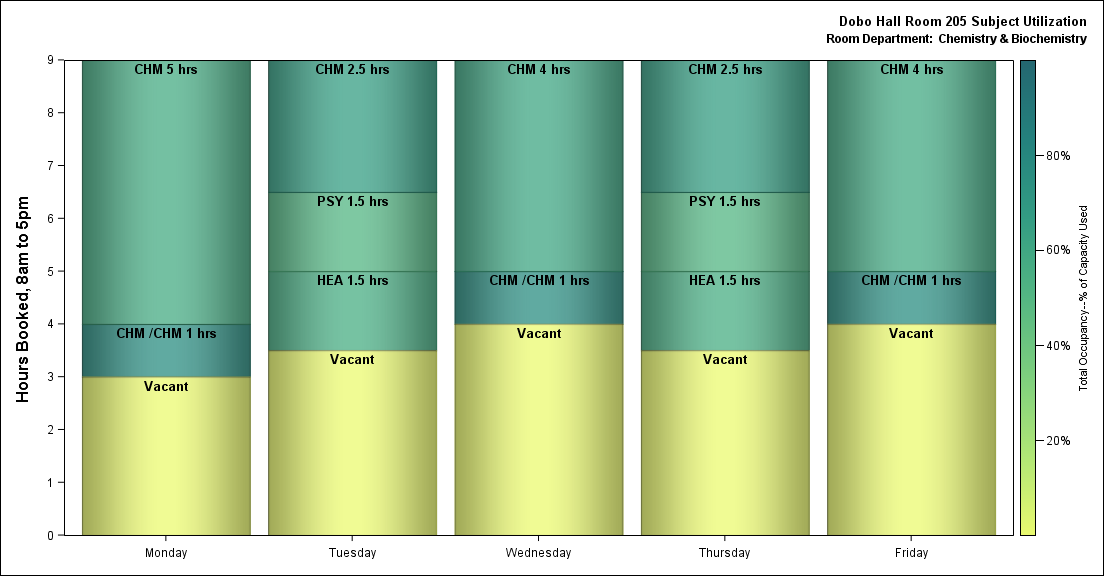 Dobo Hall Room 205 Subject Utilization
Room Department: Chemistry & Biochemistry
Hours Booked, 8am to 5pm
9
8
7
6
5
4
3
2
1
0
CHM 5 hrs
CHM /CHM 1 hrs
Vacant
CHM 2.5 hrs
PSY 1.5 hrs
HEA 1.5 hrs
Vacant
CHM 4 hrs
CHM /CHM 1 hrs
Vacant
CHM 2.5 hrs
PSY 1.5 hrs
HEA 1.5 hrs
Vacant
CHM 4 hrs
CHM /CHM 1 hrs
Vacant
Monday
Tuesday
Wednesday
Thursday
Friday
80%
60%
40%
20%
Total Occupancy--% of Capacity Used